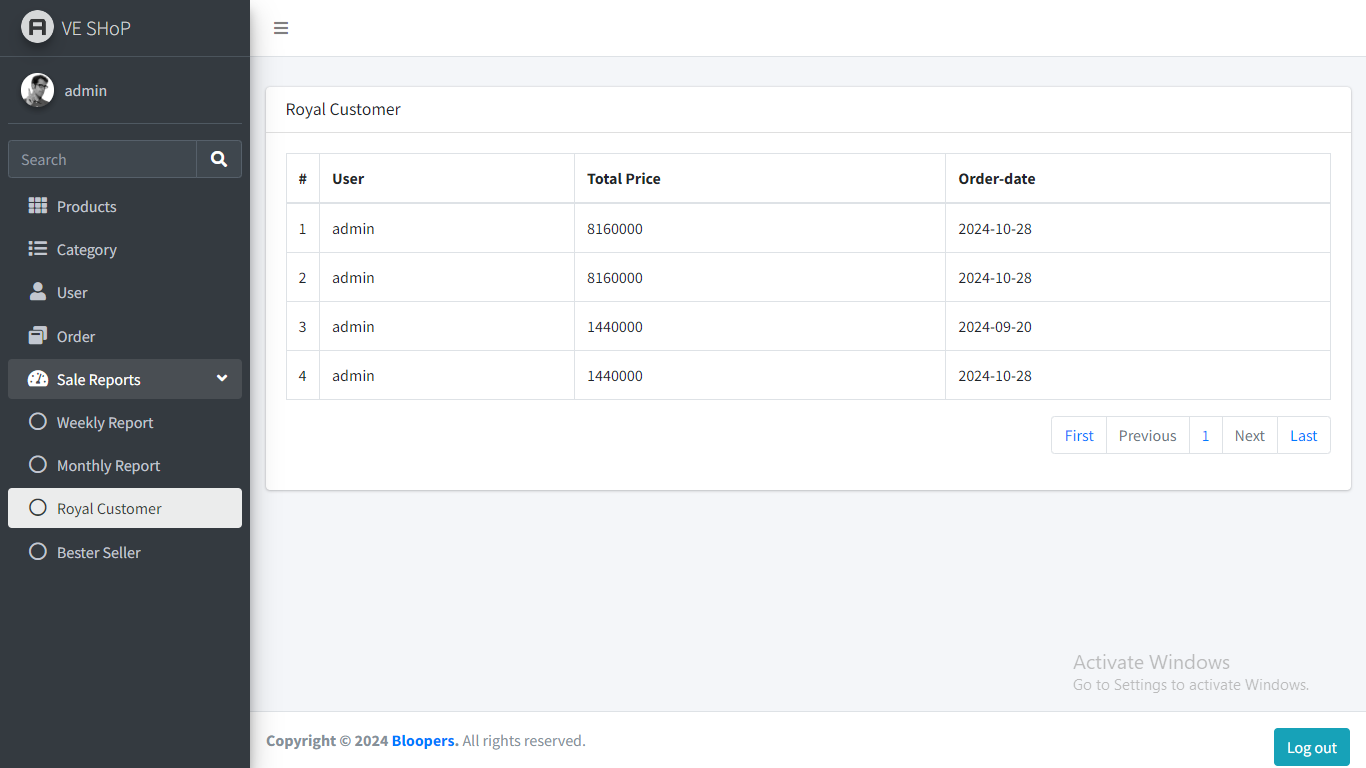 A VE SHoP
admin
Search
Products
Category
User
Order
Sale Reports
Weekly Report
Monthly Report
Royal Customer
Bester Seller
Royal Customer
# User Total Price Order-date
1 admin 8160000 2024-10-28
2 admin 8160000 2024-10-28
3 admin 1440000 2024-09-20
4 admin 1440000 2024-10-28
First Previous 1 Next Last
Activate Windows
Go to Settings to activate Windows.
Copyright © 2024 Bloopers. All rights reserved.
Log out